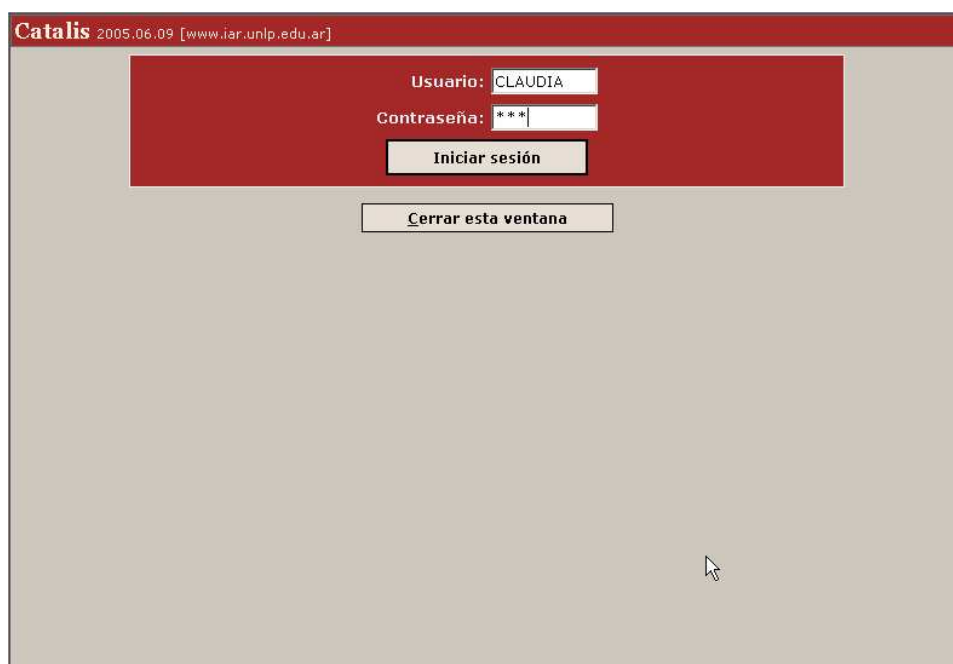 Catalis 2005.06.09 [www.iar.unlp.edu.ar]
Usuario: CLAUDIA
Contraseña: ***
Iniciar sesión
Cerrar esta ventana